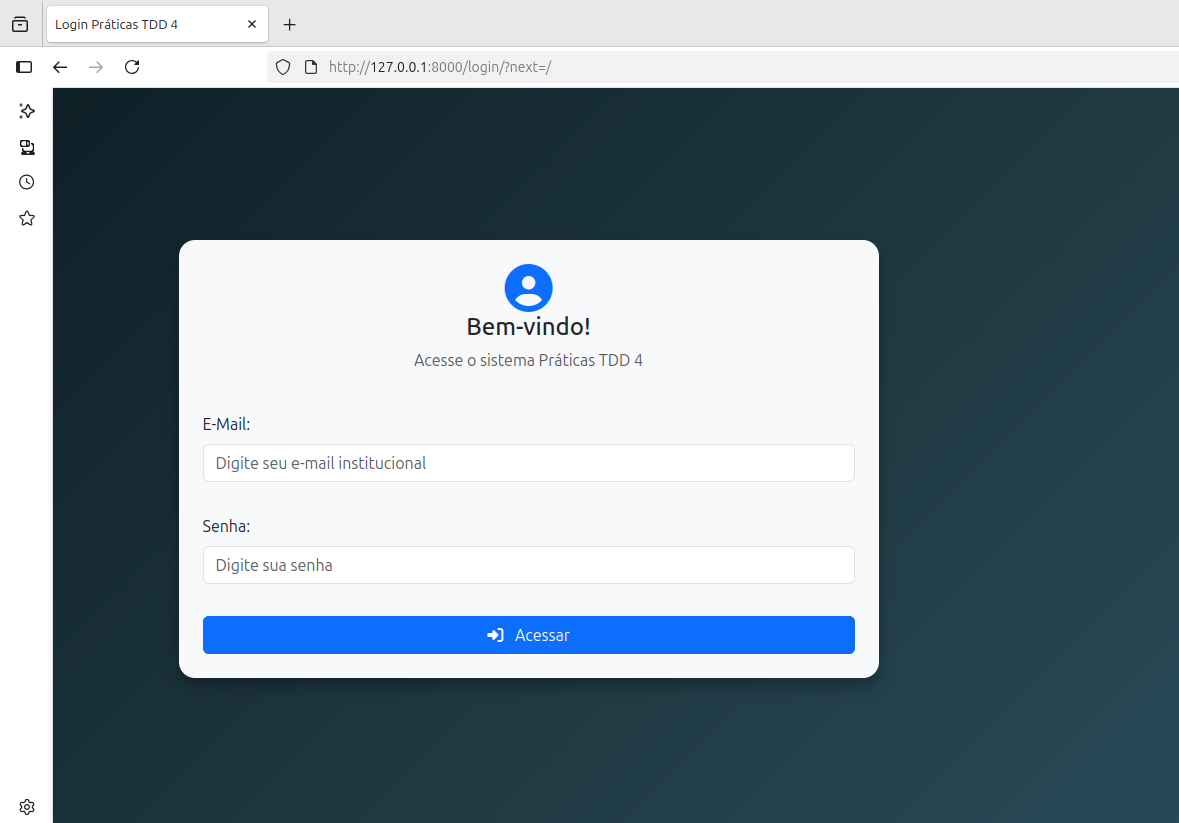 Login Práticas TDD 4
http://127.0.0.1:8000/login/?next=/
Bem-vindo!
Acesse o sistema Práticas TDD 4
E-Mail:
Digite seu e-mail institucional
Senha:
Digite sua senha
Acessar